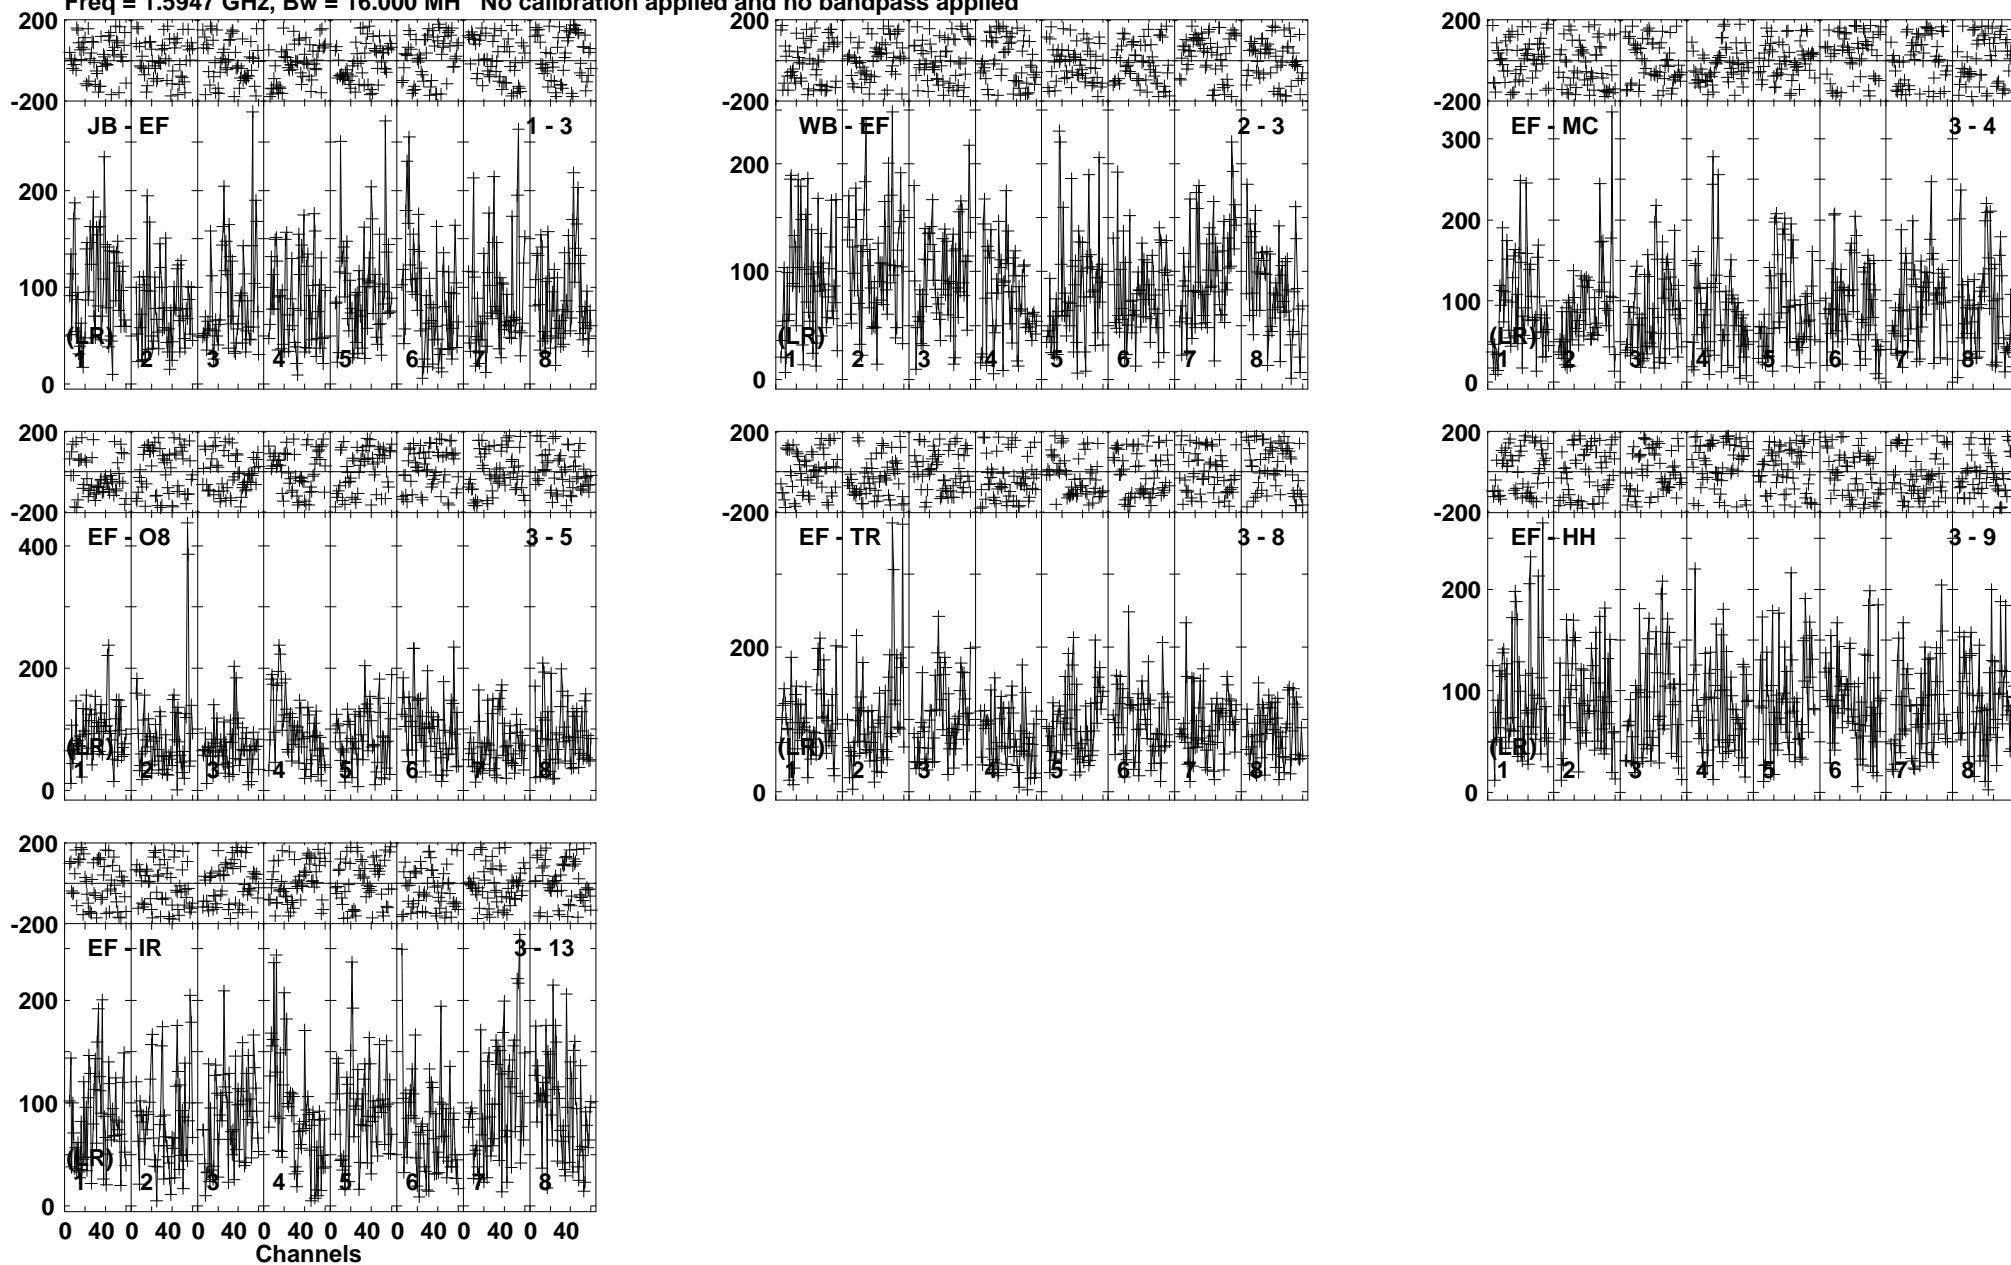 Freq = 1.5947 GHz, Bw = 16.000 MH No calibration applied and no bandpass applied
200 200 200
-200 -200 -200
JB - EF 1 - 3 WB - EF 2 - 3 EF - MC 3 - 4
300
200 200 200
100 100 100
(LR) (LR) (LR)
1 2 3 4 5 6 7 8 1 2 3 4 5 6 7 8 1 2 3 4 5 6 7 8
0 0 0
200 200 200
-200 -200 -200
EF - O8 3 - 5 EF - TR 3 - 8 EF - HH 3 - 9
400
200 200 200
100
(LR) (LR) (LR)
1 2 3 4 5 6 7 8 1 2 3 4 5 6 7 8 1 2 3 4 5 6 7 8
0 0 0
200
-200
EF - IR 3 - 13
200
100
(LR)
1 2 3 4 5 6 7 8
0
0 40 0 40 0 40 0 40 0 40 0 40 0 40 0 40
Channels